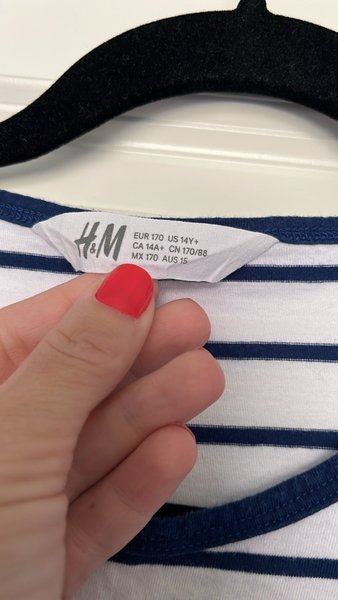 H&M
EUR 170 US 14Y+
CA 14A+ CN 170/88
MX 170 AUS 15